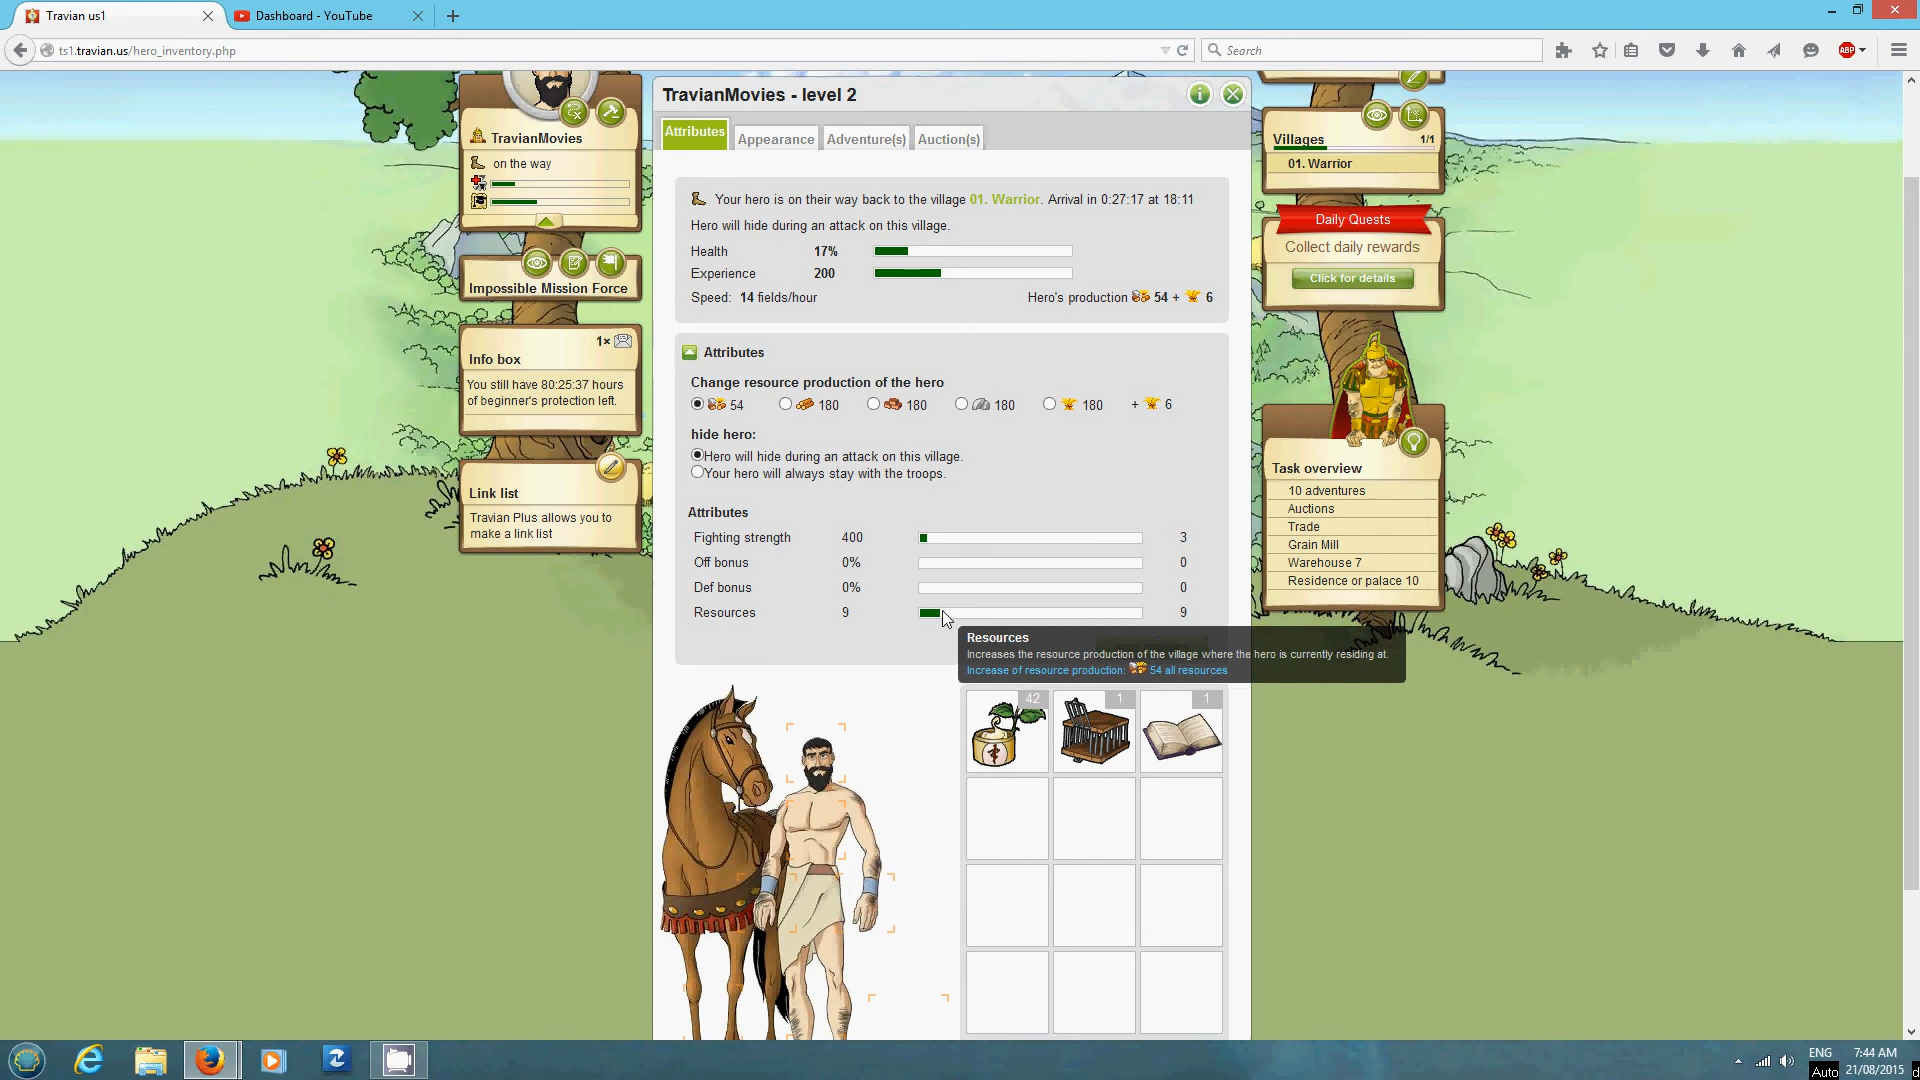 Travian us1
Dashboard - YouTube
ts1.travian.us/hero_inventory.php
Search
ABP
TravianMovies
on the way
Impossible Mission Force
1×
Info box
You still have 80:25:37 hours
of beginner's protection left.
Link list
Travian Plus allows you to
make a link list
TravianMovies - level 2
Attributes
Appearance
Adventure(s)
Auction(s)
Your hero is on their way back to the village 01. Warrior. Arrival in 0:27:17 at 18:11
Hero will hide during an attack on this village.
Health 17%
Experience 200
Speed: 14 fields/hour
Hero's production 54 + 6
Attributes
Change resource production of the hero
54 180 180 180 180 + 6
hide hero:
Hero will hide during an attack on this village.
Your hero will always stay with the troops.
Attributes
Fighting strength 400 3
Off bonus 0% 0
Def bonus 0% 0
Resources 9 9
Resources
Increases the resource production of the village where the hero is currently residing at.
Increase of resource production: 54 all resources
42
1
1
Villages 1/1
01. Warrior
Daily Quests
Collect daily rewards
Click for details
Task overview
10 adventures
Auctions
Trade
Grain Mill
Warehouse 7
Residence or palace 10
ENG
7:44 AM
Auto
21/08/2015